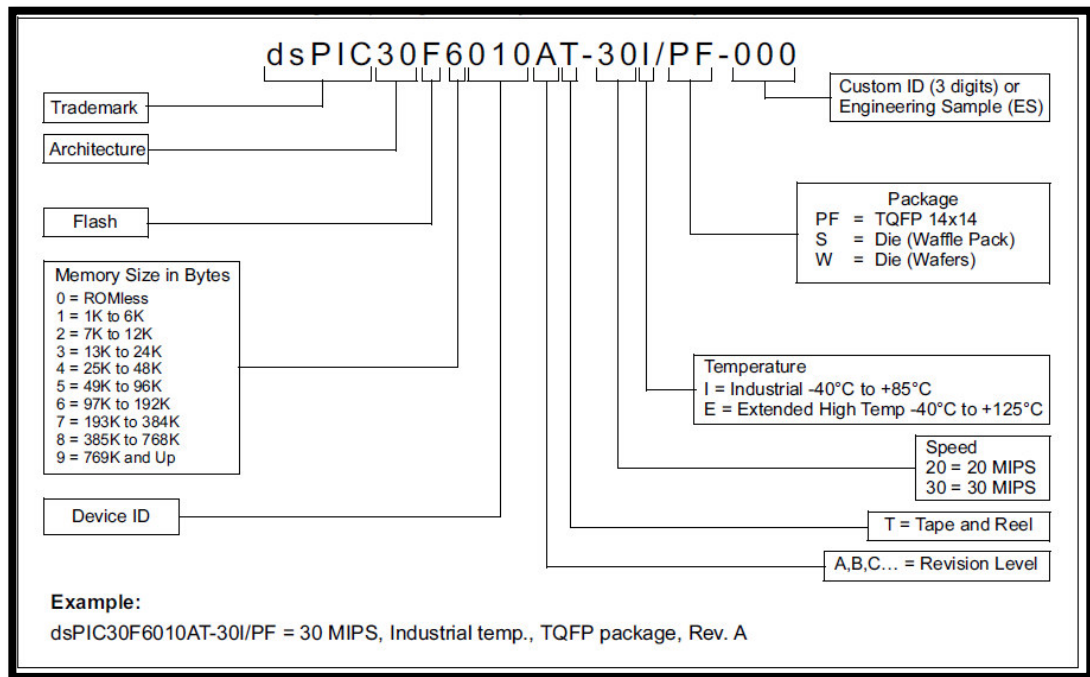 dsPIC30F6010AT-30I/PF-000
Trademark
Architecture
Flash
Memory Size in Bytes
0 = ROMless
1 = 1K to 6K
2 = 7K to 12K
3 = 13K to 24K
4 = 25K to 48K
5 = 49K to 96K
6 = 97K to 192K
7 = 193K to 384K
8 = 385K to 768K
9 = 769K and Up
Device ID
Custom ID (3 digits) or
Engineering Sample (ES)
Package
PF = TQFP 14x14
S = Die (Waffle Pack)
W = Die (Wafers)
Temperature
I = Industrial -40°C to +85°C
E = Extended High Temp -40°C to +125°C
Speed
20 = 20 MIPS
30 = 30 MIPS
T = Tape and Reel
A,B,C… = Revision Level
Example:
dsPIC30F6010AT-30I/PF = 30 MIPS, Industrial temp., TQFP package, Rev. A